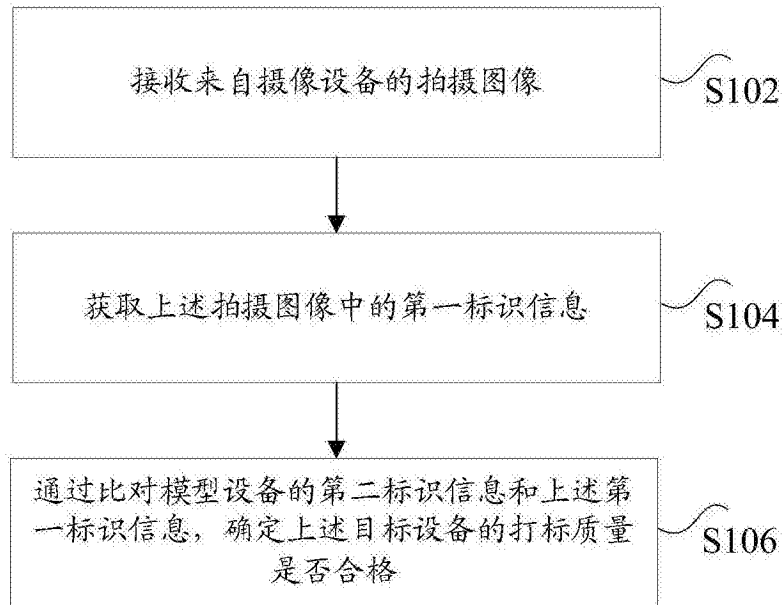 接收来自摄像设备的拍摄图像
S102
获取上述拍摄图像中的第一标识信息
S104
通过比对模型设备的第二标识信息和上述第
一标识信息，确定上述目标设备的打标质量
是否合格
S106